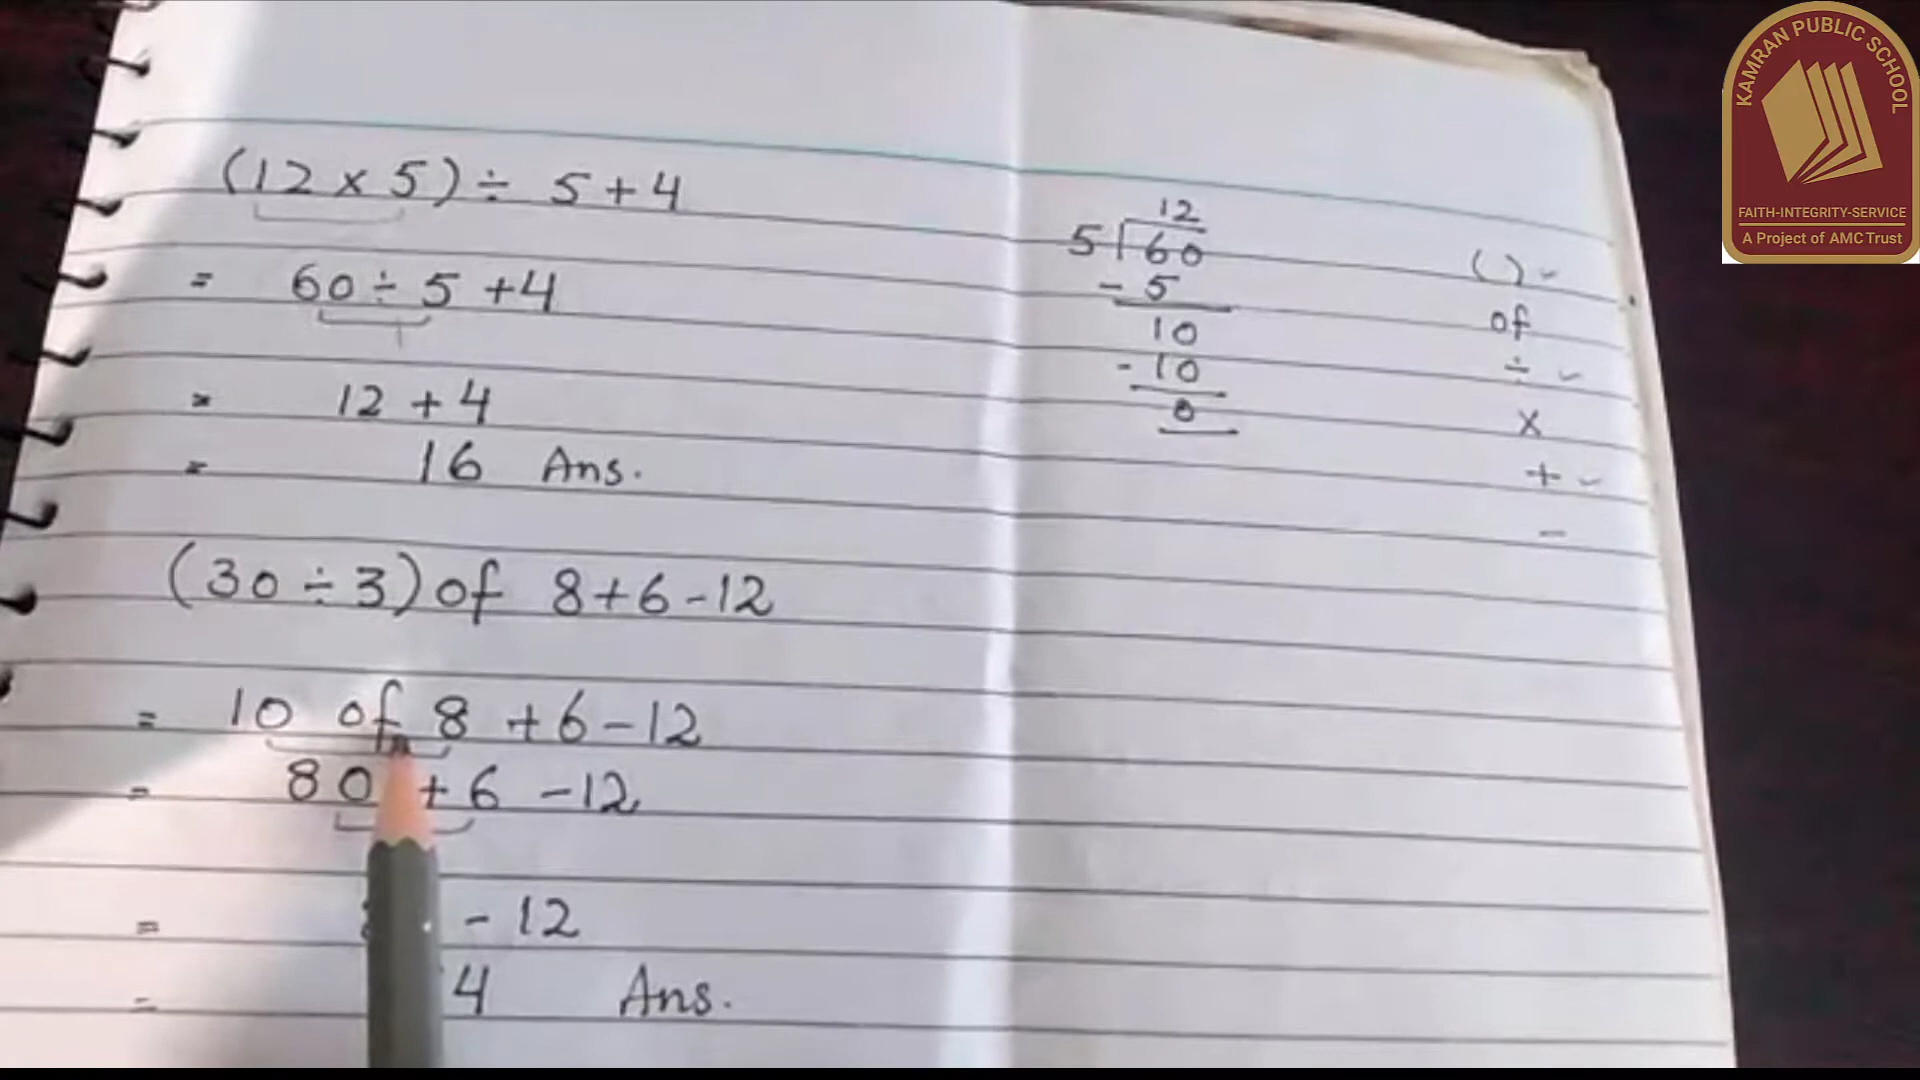 (12 × 5) ÷ 5 + 4
= 60 ÷ 5 + 4
= 12 + 4
= 16 Ans.
(30 ÷ 3) of 8 + 6 - 12
= 10 of 8 + 6 - 12
= 80 + 6 - 12
= - 12
= 4 Ans.
12
5 60
- 5
10
- 10
0
( ) ✓
of
÷ ✓
×
+ ✓
-
KAMRAN PUBLIC SCHOOL
FAITH-INTEGRITY-SERVICE
A Project of AMC Trust